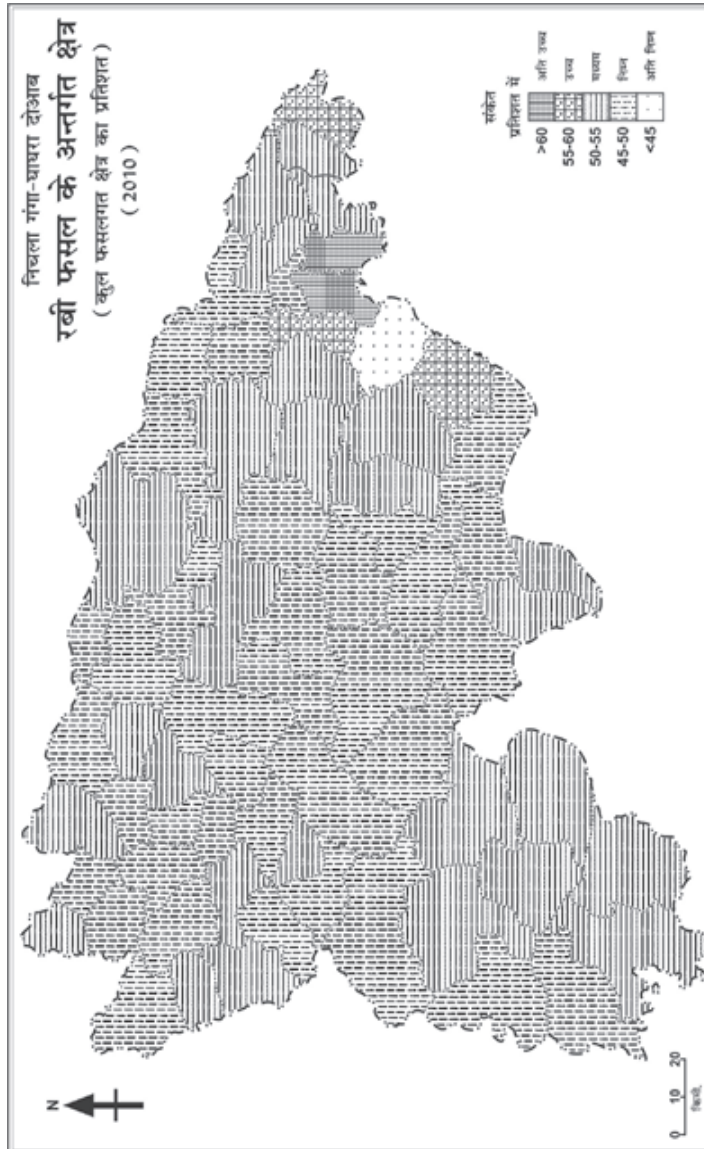 निचला गंगा-घाघरा दोआब
रबी फसल के अन्तर्गत क्षेत्र
( कुल फसलगत क्षेत्र का प्रतिशत )
( 2010 )
संकेत
प्रतिशत में
>60 अति उच्च
55-60 उच्च
50-55 मध्यम
45-50 निम्न
<45 अति निम्न
N
0 10 20
किमी.